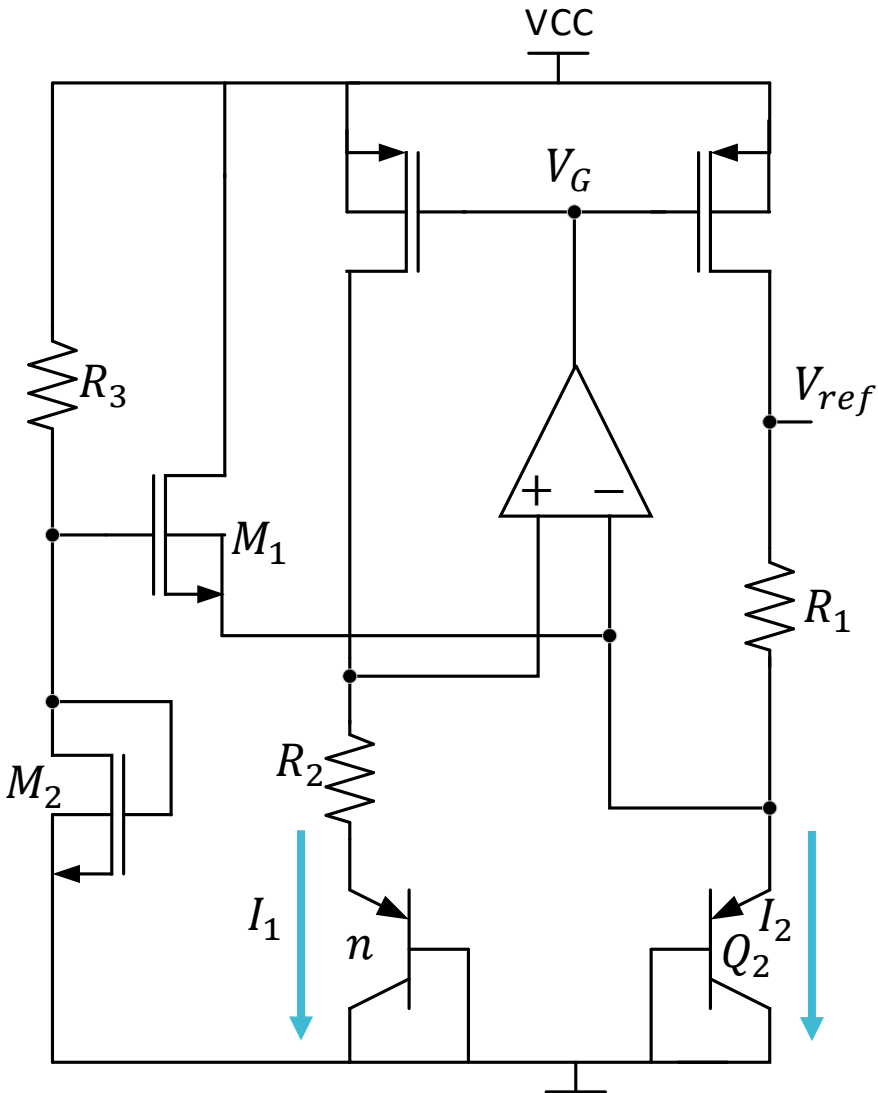 VCC
V_G
R_3
V_ref
+ −
M_1
R_1
R_2
M_2
I_1
n
I_2
Q_2